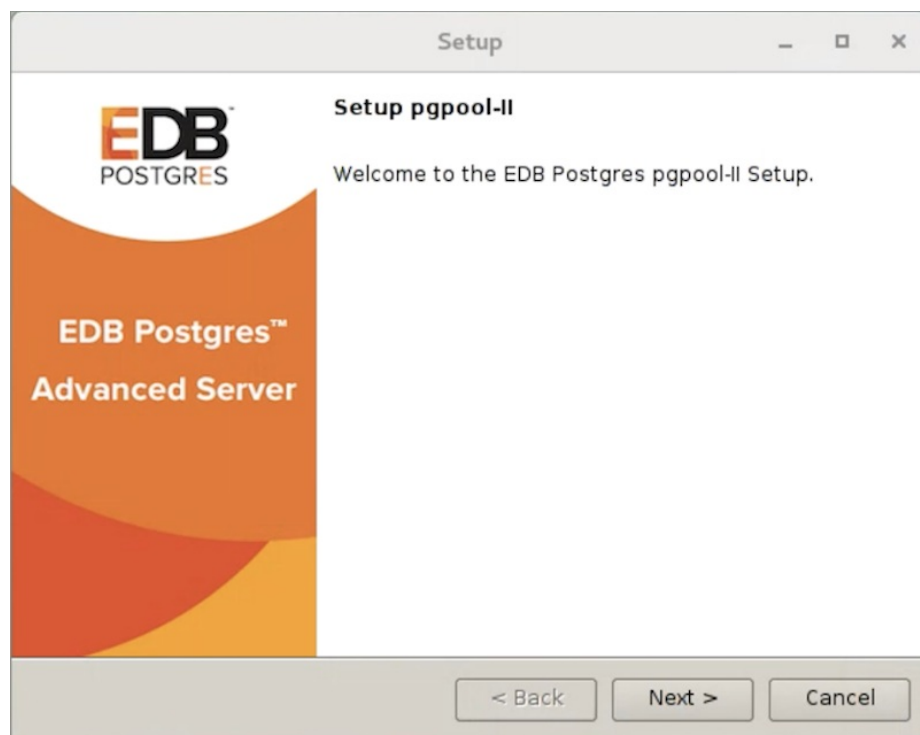 Setup
EDB™
POSTGRES
EDB Postgres™
Advanced Server
Setup pgpool-II
Welcome to the EDB Postgres pgpool-II Setup.
< Back
Next >
Cancel